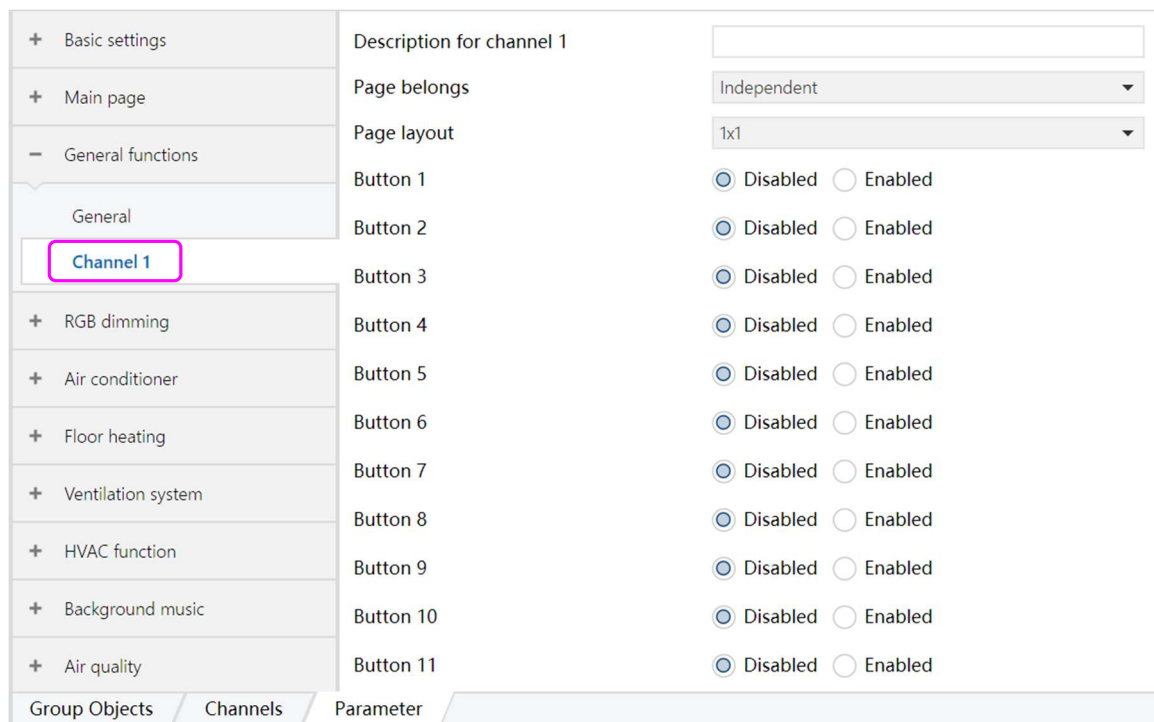 Basic settings
Main page
General functions
General
Channel 1
RGB dimming
Air conditioner
Floor heating
Ventilation system
HVAC function
Background music
Air quality
Description for channel 1
Page belongs Independent
Page layout 1x1
Button 1 Disabled Enabled
Button 2 Disabled Enabled
Button 3 Disabled Enabled
Button 4 Disabled Enabled
Button 5 Disabled Enabled
Button 6 Disabled Enabled
Button 7 Disabled Enabled
Button 8 Disabled Enabled
Button 9 Disabled Enabled
Button 10 Disabled Enabled
Button 11 Disabled Enabled
Group Objects Channels Parameter